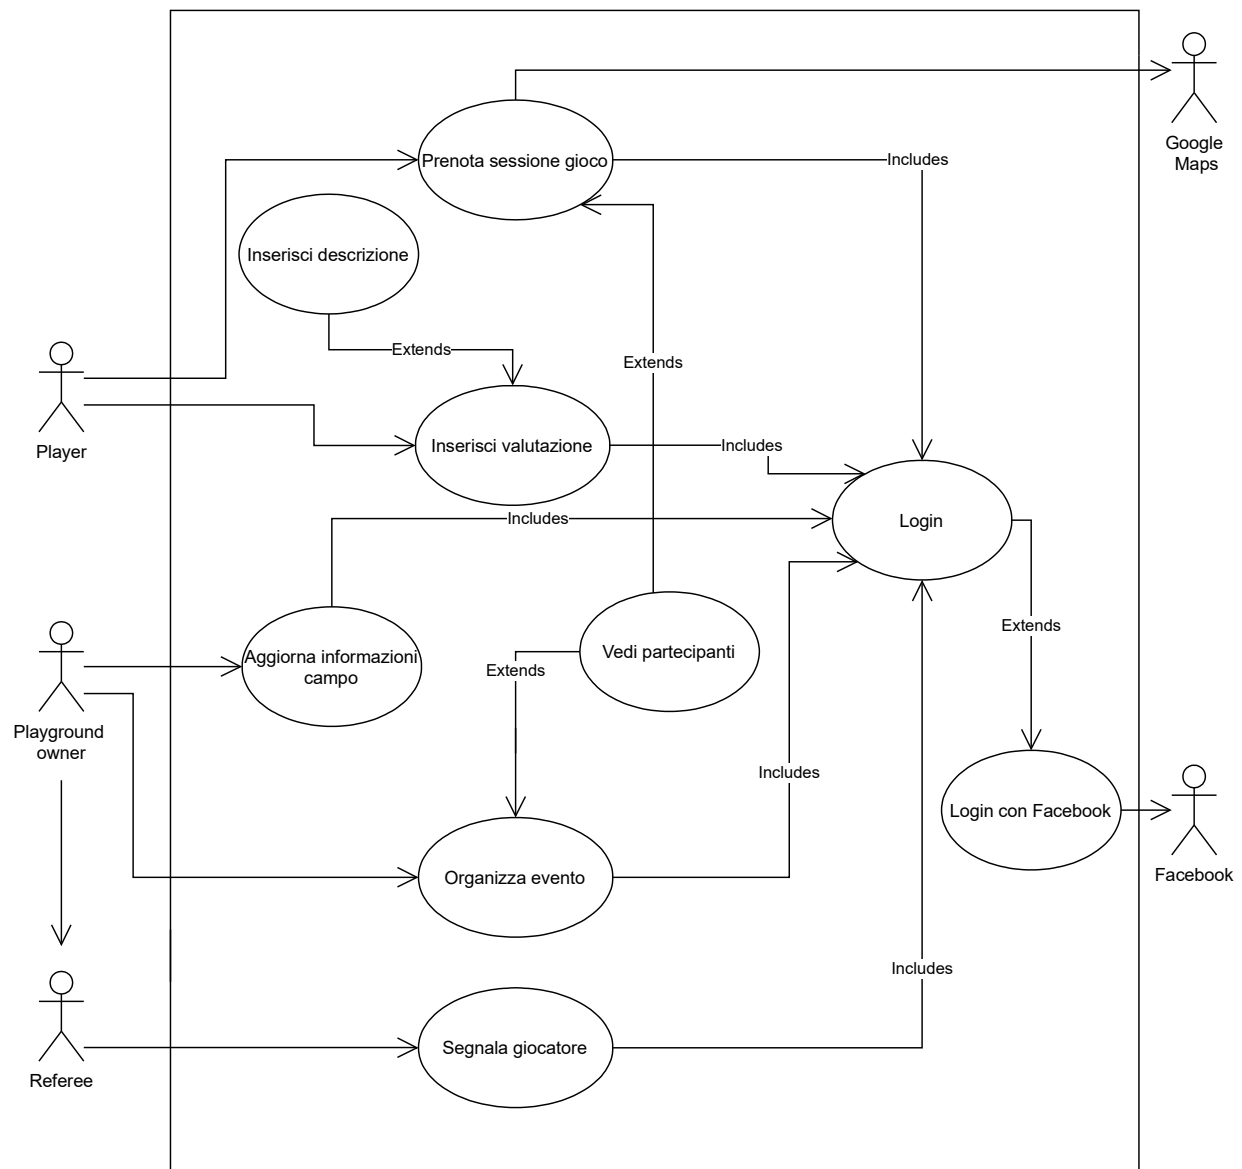 Google
Maps
Prenota sessione gioco
Includes
Inserisci descrizione
Extends
Extends
Player
Inserisci valutazione
Includes
Includes
Login
Aggiorna informazioni
campo
Vedi partecipanti
Extends
Extends
Playground
owner
Includes
Login con Facebook
Facebook
Organizza evento
Includes
Segnala giocatore
Referee